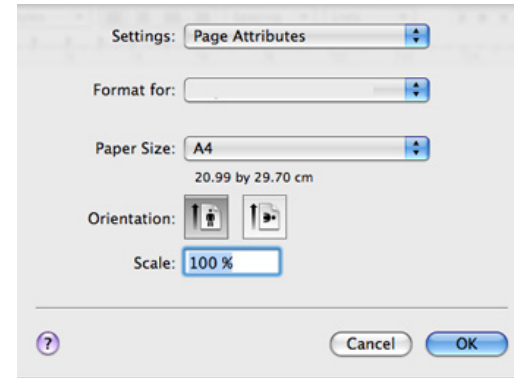 Settings: Page Attributes
Format for:
Paper Size: A4
20.99 by 29.70 cm
Orientation:
Scale: 100 %
?
Cancel OK